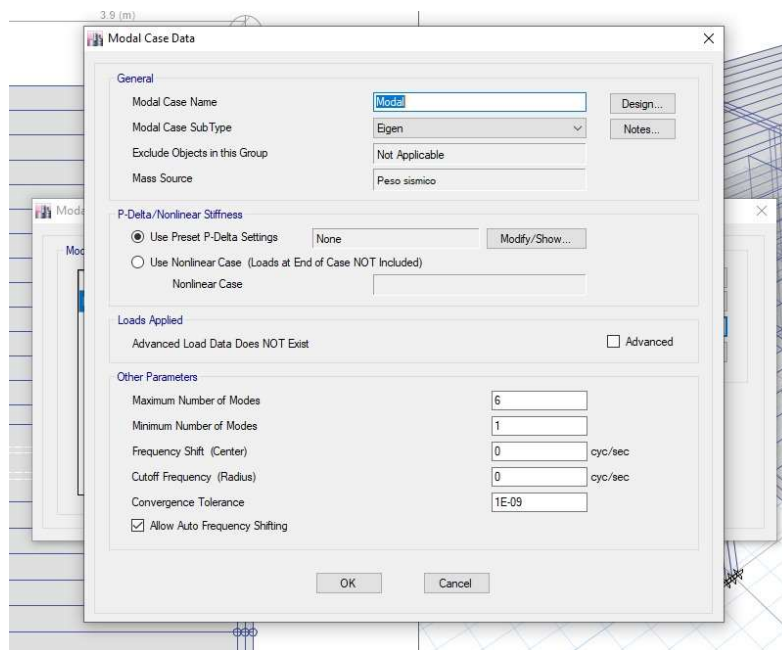 3.9 (m)
Modal Case Data
General
Modal Case Name
Modal
Design...
Modal Case SubType
Eigen
Notes...
Exclude Objects in this Group
Not Applicable
Mass Source
Peso sismico
P-Delta/Nonlinear Stiffness
Use Preset P-Delta Settings
None
Modify/Show...
Use Nonlinear Case (Loads at End of Case NOT Included)
Nonlinear Case
Loads Applied
Advanced Load Data Does NOT Exist
Advanced
Other Parameters
Maximum Number of Modes
6
Minimum Number of Modes
1
Frequency Shift (Center)
0
cyc/sec
Cutoff Frequency (Radius)
0
cyc/sec
Convergence Tolerance
1E-09
Allow Auto Frequency Shifting
OK
Cancel